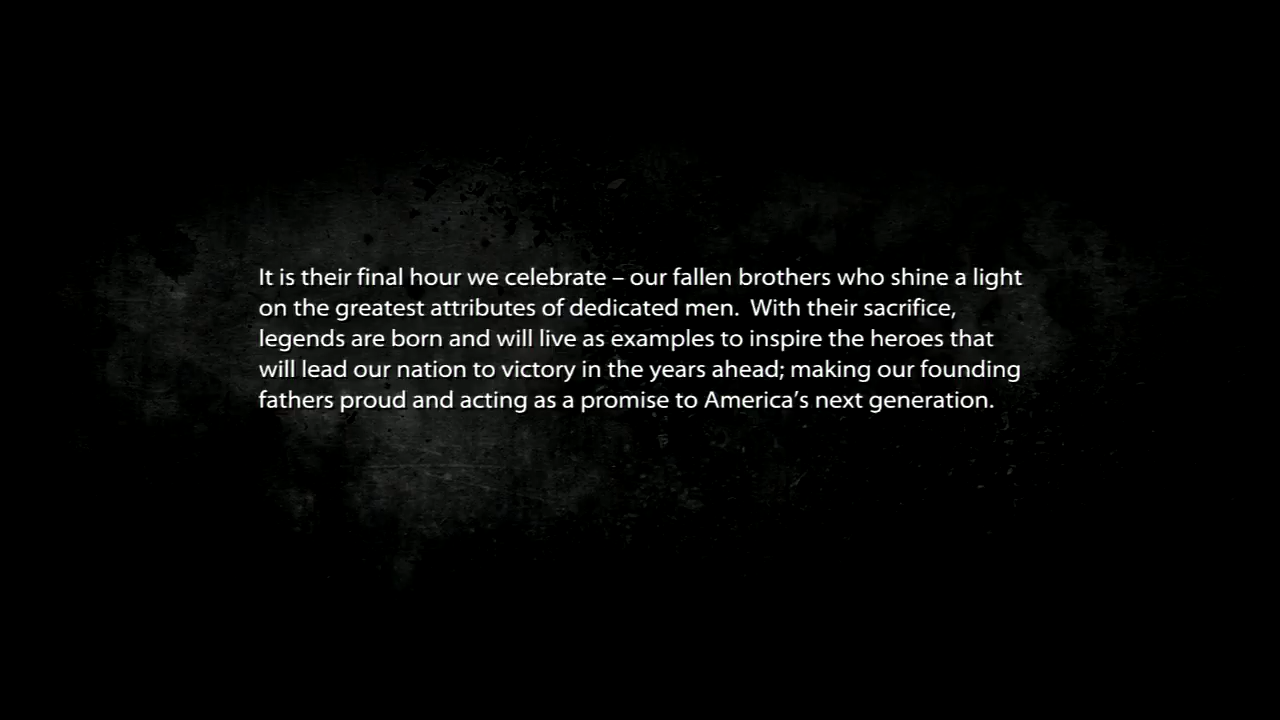 It is their final hour we celebrate – our fallen brothers who shine a light
on the greatest attributes of dedicated men.  With their sacrifice,
legends are born and will live as examples to inspire the heroes that
will lead our nation to victory in the years ahead; making our founding
fathers proud and acting as a promise to America’s next generation.